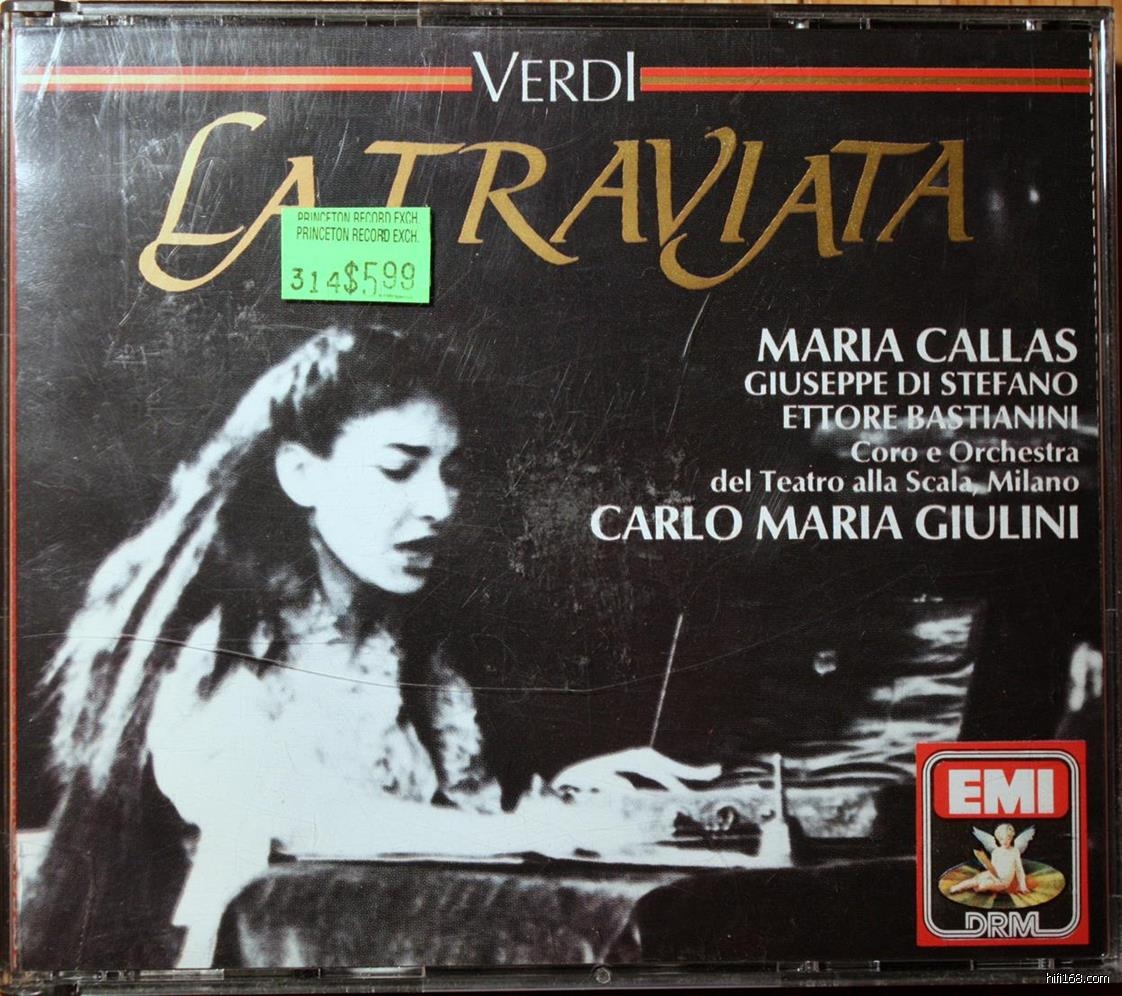 VERDI
LA TRAVIATA
PRINCETON RECORD EXCH.
PRINCETON RECORD EXCH.
314$5.99
MARIA CALLAS
GIUSEPPE DI STEFANO
ETTORE BASTIANINI
Coro e Orchestra
del Teatro alla Scala, Milano
CARLO MARIA GIULINI
EMI
DRM
hifi168.com